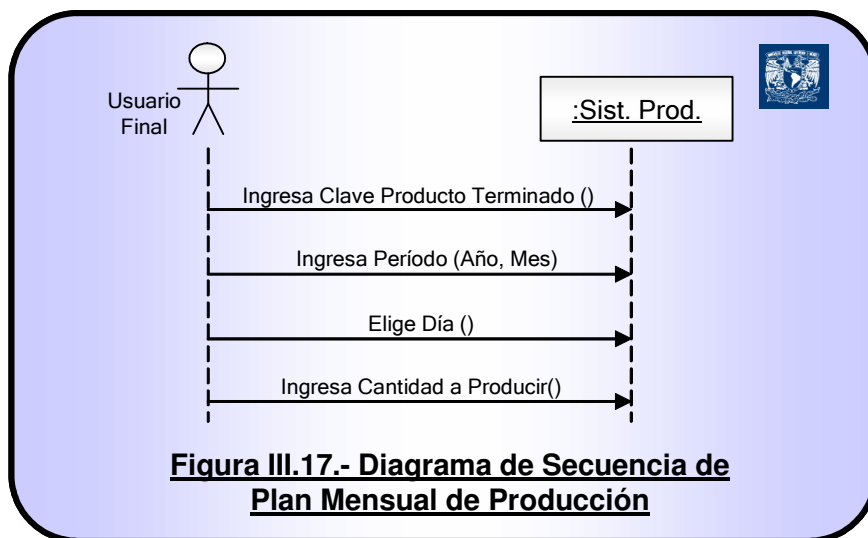 Usuario
Final
:Sist. Prod.
Ingresa Clave Producto Terminado ()
Ingresa Período (Año, Mes)
Elige Día ()
Ingresa Cantidad a Producir()
Figura III.17.- Diagrama de Secuencia de
Plan Mensual de Producción